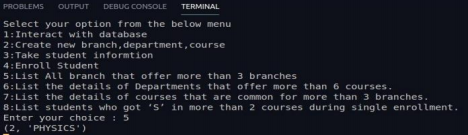 PROBLEMS OUTPUT DEBUG CONSOLE TERMINAL
Select your option from the below menu
1:Interact with database
2:Create new branch,department,course
3:Take student informtion
4:Enroll Student
5:List All branch that offer more than 3 branches
6:List the details of Departments that offer more than 6 courses.
7:List the details of courses that are common for more than 3 branches.
8:List students who got ‘S’ in more than 2 courses during single enrollment.
Enter your choice : 5
(2, 'PHYSICS')